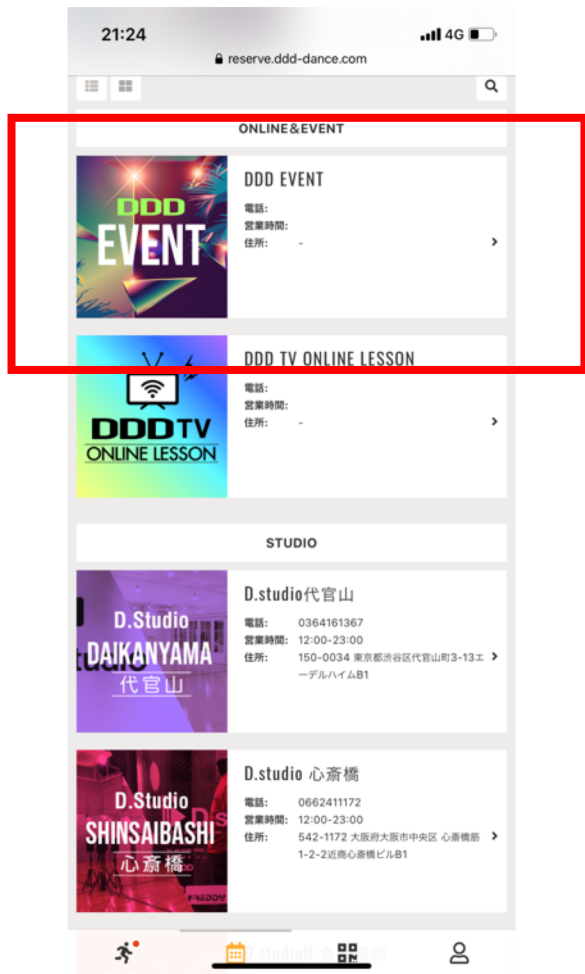 21:24
4G
reserve.ddd-dance.com
ONLINE&EVENT
DDD
EVENT
DDD EVENT
電話:
営業時間:
住所: -
DDDTV
ONLINE LESSON
DDD TV ONLINE LESSON
電話:
営業時間:
住所: -
STUDIO
D.Studio
DAIKANYAMA
代官山
D.studio代官山
電話: 0364161367
営業時間: 12:00-23:00
住所: 150-0034 東京都渋谷区代官山町3-13エ
ーデルハイムB1
D.Studio
SHINSAIBASHI
心斎橋
FREDDY
D.studio 心斎橋
電話: 0662411172
営業時間: 12:00-23:00
住所: 542-1172 大阪府大阪市中央区 心斎橋筋
1-2-2近商心斎橋ビルB1